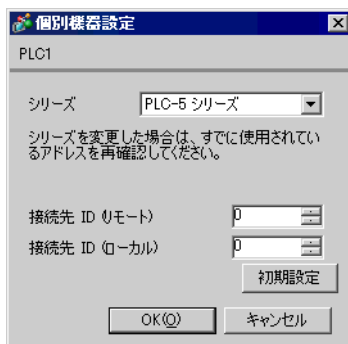 個別機器設定
PLC1
シリーズ PLC-5 シリーズ
シリーズを変更した場合は、すでに使用されてい
るアドレスを再確認してください。
接続先 ID (リモート) 0
接続先 ID (ローカル) 0
初期設定
OK(O) キャンセル